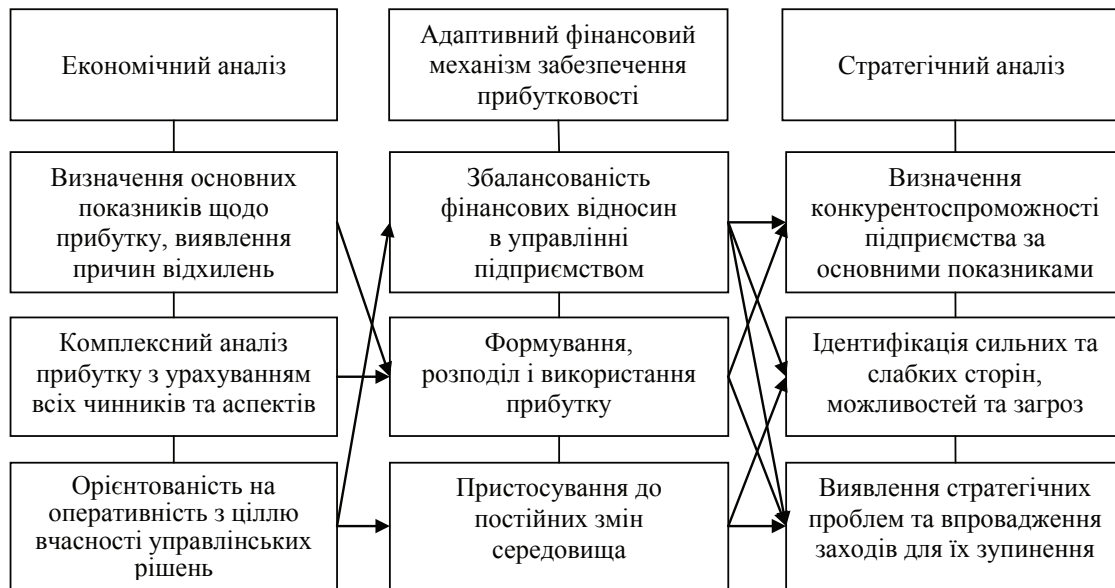 Економічний аналіз
Адаптивний фінансовий
механізм забезпечення
прибутковості
Стратегічний аналіз
Визначення основних
показників щодо
прибутку, виявлення
причин відхилень
Збалансованість
фінансових відносин
в управлінні
підприємством
Визначення
конкурентоспроможності
підприємства за
основними показниками
Комплексний аналіз
прибутку з урахуванням
всіх чинників та аспектів
Формування,
розподіл і використання
прибутку
Ідентифікація сильних та
слабких сторін,
можливостей та загроз
Орієнтованість на
оперативність з ціллю
вчасності управлінських
рішень
Пристосування до
постійних змін
середовища
Виявлення стратегічних
проблем та впровадження
заходів для їх зупинення